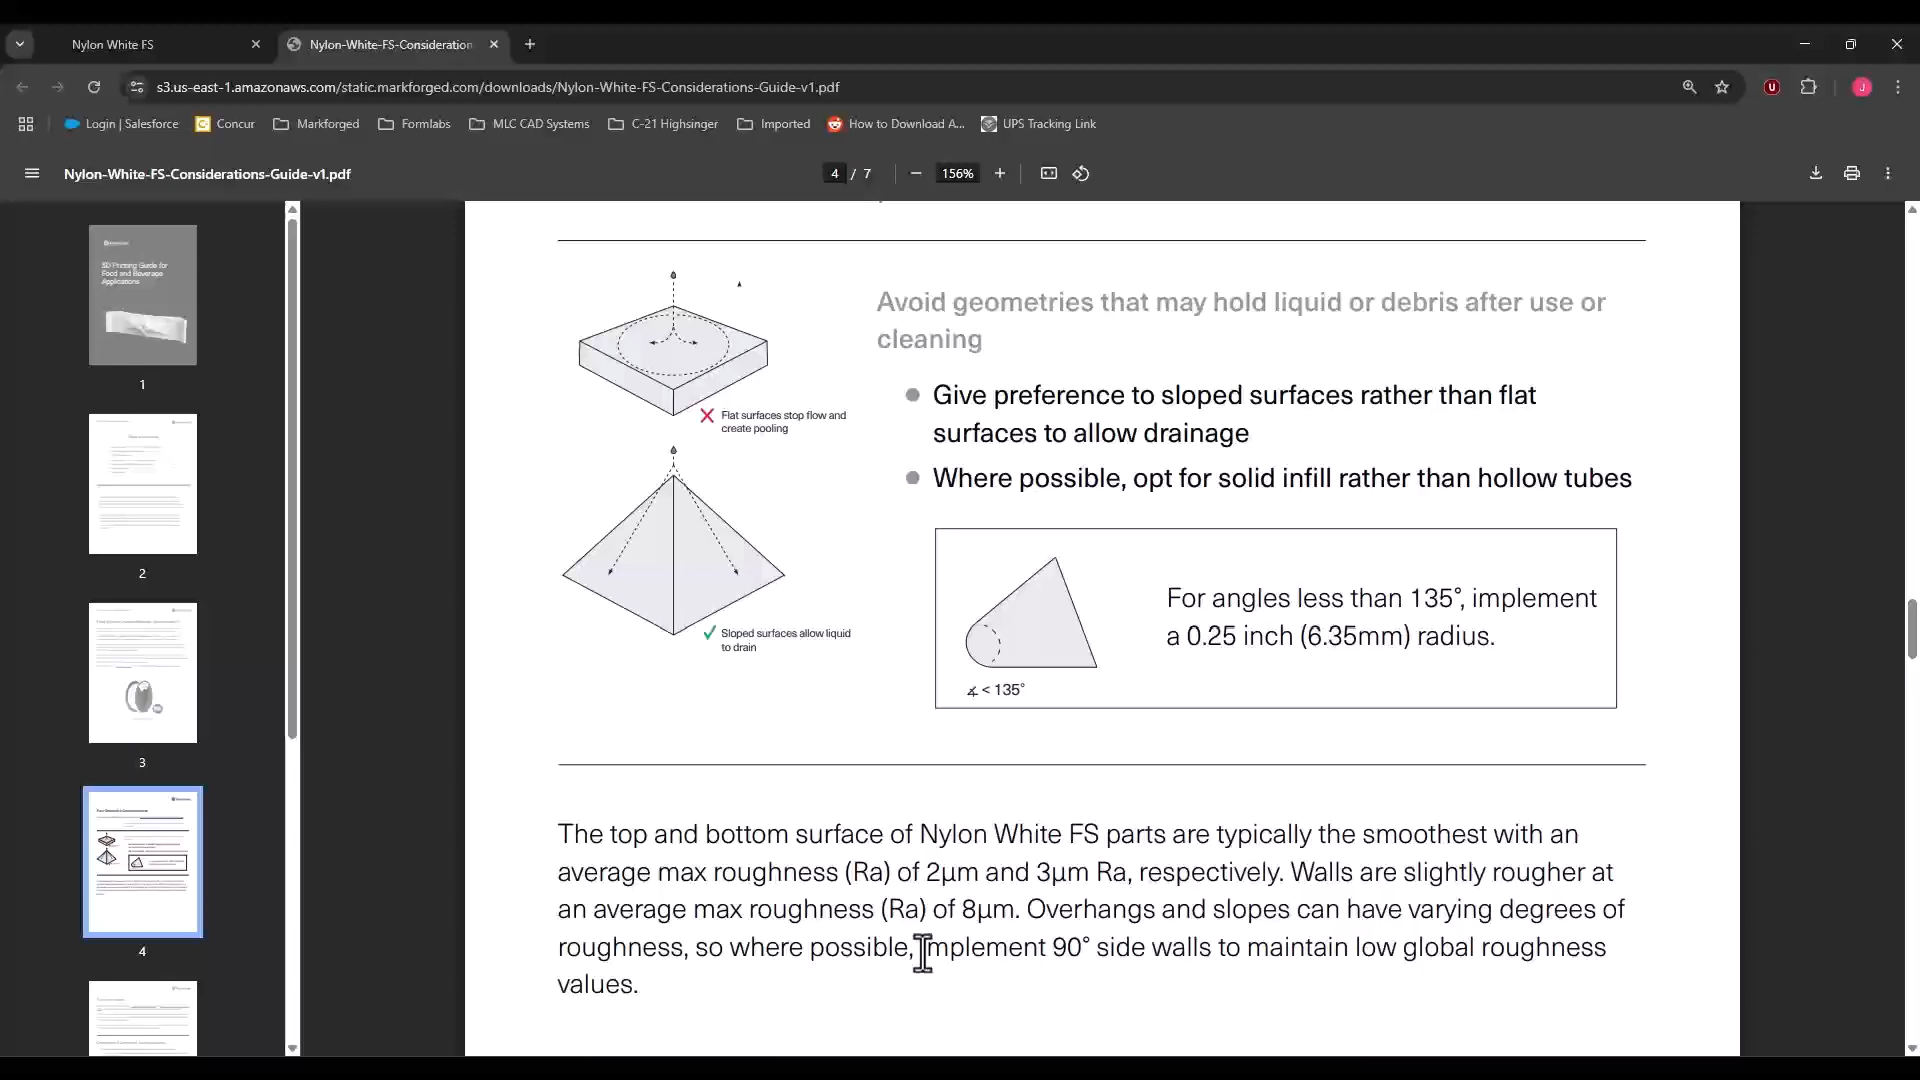 Nylon White FS
Nylon-White-FS-Consideration
s3.us-east-1.amazonaws.com/static.markforged.com/downloads/Nylon-White-FS-Considerations-Guide-v1.pdf
U
J
Login | Salesforce
Concur
Markforged
Formlabs
MLC CAD Systems
C-21 Highsinger
Imported
How to Download A...
UPS Tracking Link
Nylon-White-FS-Considerations-Guide-v1.pdf
4 / 7
156%
3D Printing Guide for
Food and Beverage
Applications
1
2
3
4
Avoid geometries that may hold liquid or debris after use or
cleaning
Give preference to sloped surfaces rather than flat
surfaces to allow drainage
Where possible, opt for solid infill rather than hollow tubes
Flat surfaces stop flow and
create pooling
Sloped surfaces allow liquid
to drain
For angles less than 135°, implement
a 0.25 inch (6.35mm) radius.
∡ < 135°
The top and bottom surface of Nylon White FS parts are typically the smoothest with an
average max roughness (Ra) of 2µm and 3µm Ra, respectively. Walls are slightly rougher at
an average max roughness (Ra) of 8µm. Overhangs and slopes can have varying degrees of
roughness, so where possible, implement 90° side walls to maintain low global roughness
values.